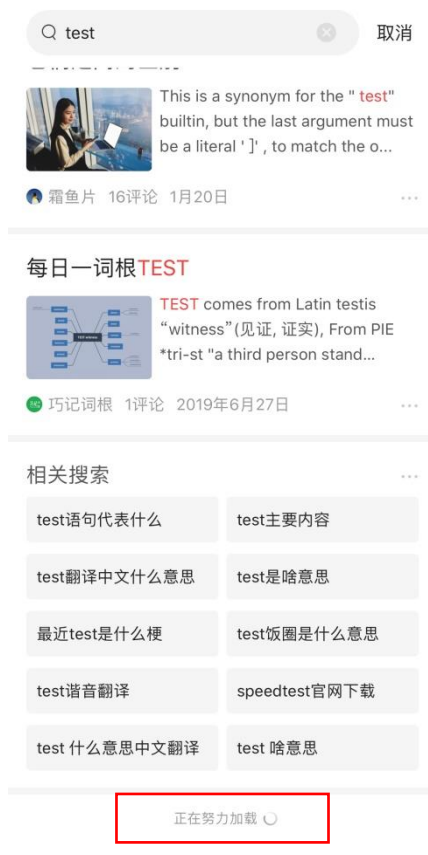 test
取消
This is a synonym for the " test"
builtin, but the last argument must
be a literal ' ]' , to match the o...
霜鱼片 16评论 1月20日
每日一词根TEST
TEST comes from Latin testis
“witness”(见证, 证实), From PIE
*tri-st "a third person stand...
巧记词根 1评论 2019年6月27日
相关搜索
test语句代表什么
test主要内容
test翻译中文什么意思
test是啥意思
最近test是什么梗
test饭圈是什么意思
test谐音翻译
speedtest官网下载
test 什么意思中文翻译
test 啥意思
正在努力加载